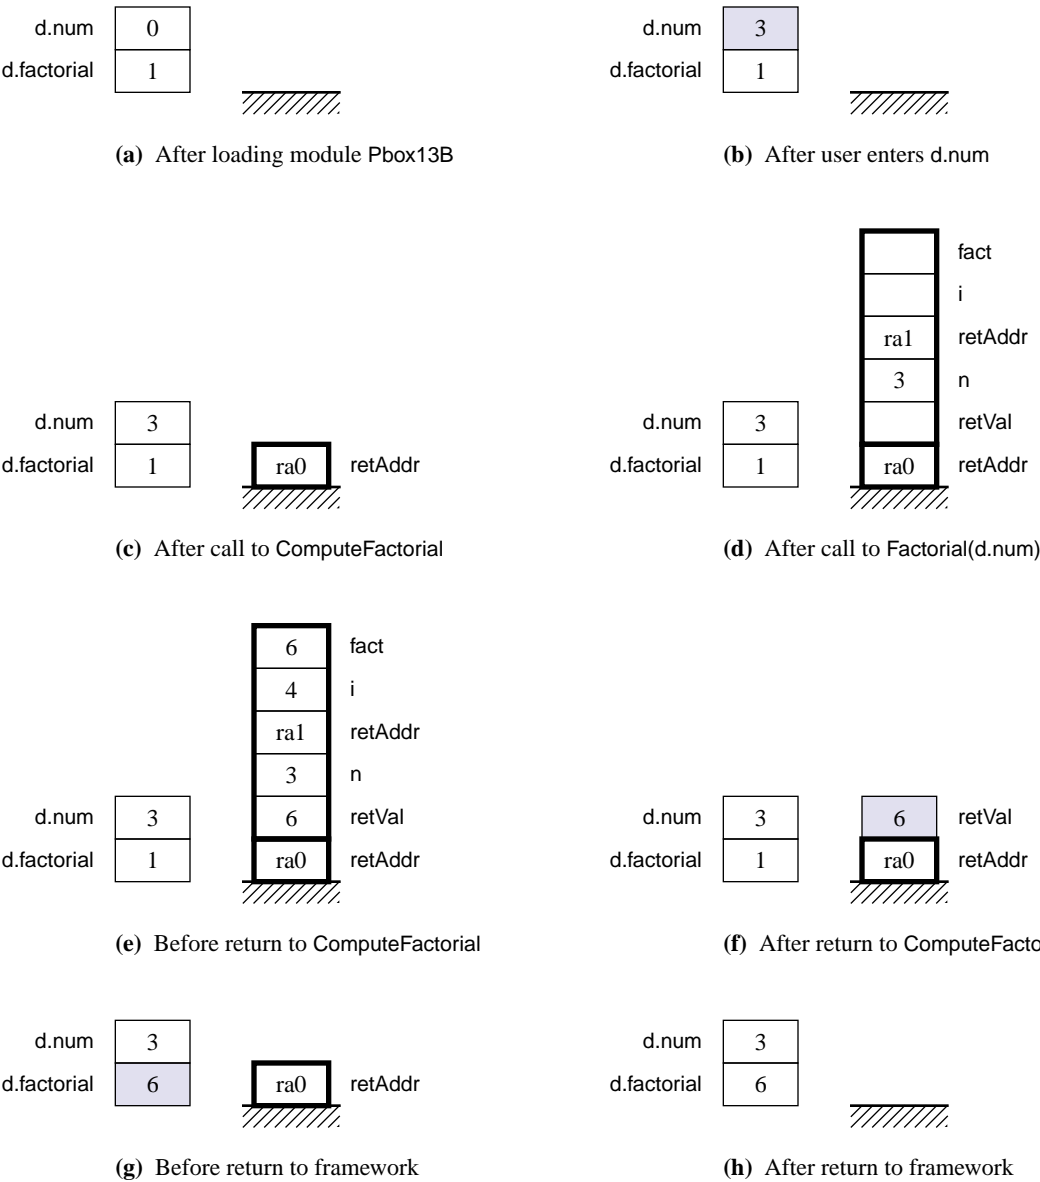 d.num 0
d.factorial 1
(a) After loading module Pbox13B
d.num 3
d.factorial 1
(b) After user enters d.num
d.num 3
d.factorial 1 ra0 retAddr
(c) After call to ComputeFactorial
fact
i
ra1 retAddr
3 n
d.num 3 retVal
d.factorial 1 ra0 retAddr
(d) After call to Factorial(d.num)
6 fact
4 i
ra1 retAddr
3 n
d.num 3 6 retVal
d.factorial 1 ra0 retAddr
(e) Before return to ComputeFactorial
d.num 3 6 retVal
d.factorial 1 ra0 retAddr
(f) After return to ComputeFacto
d.num 3
d.factorial 6 ra0 retAddr
(g) Before return to framework
d.num 3
d.factorial 6
(h) After return to framework